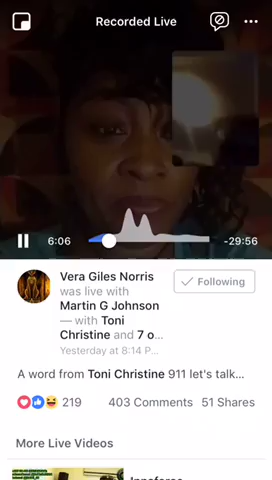 Recorded Live
6:06
-29:56
Vera Giles Norris
was live with
Martin G Johnson
— with Toni
Christine and 7 o...
Yesterday at 8:14 P...
Following
A word from Toni Christine 911 let's talk...
219
403 Comments
51 Shares
More Live Videos